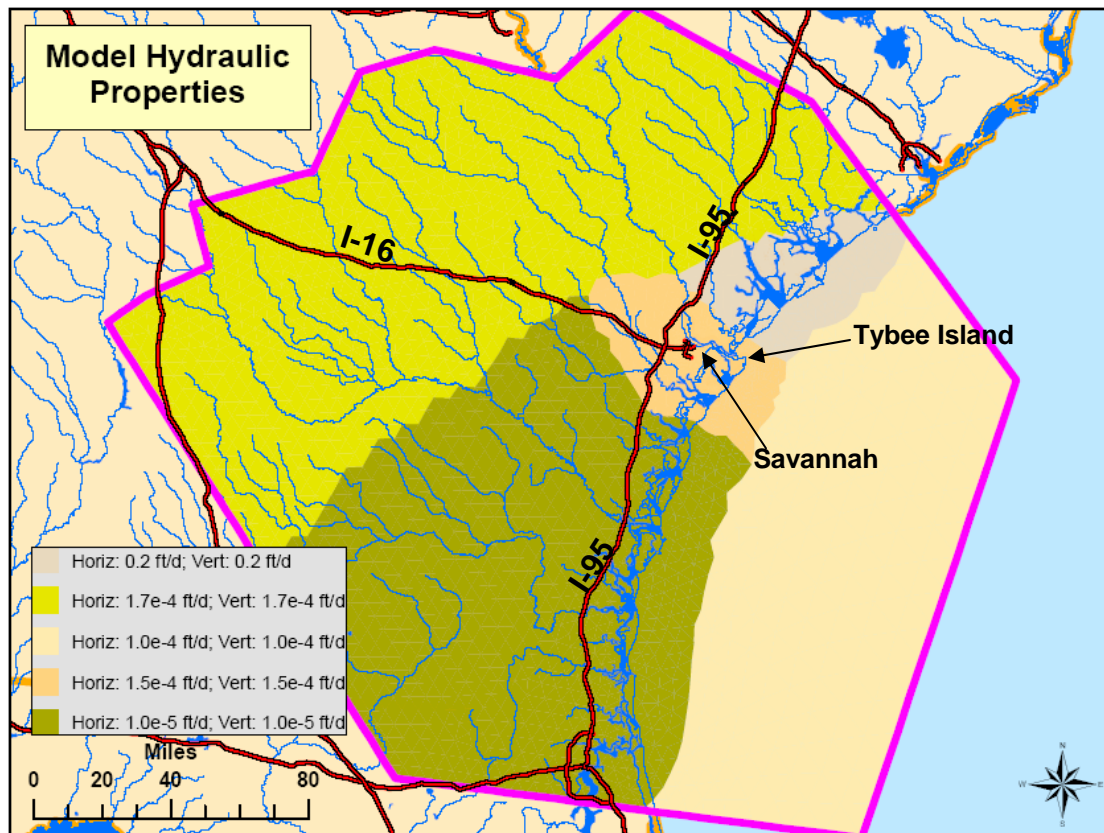 Model Hydraulic
Properties
I-95
I-16
Tybee Island
Savannah
I-95
Horiz: 0.2 ft/d; Vert: 0.2 ft/d
Horiz: 1.7e-4 ft/d; Vert: 1.7e-4 ft/d
Horiz: 1.0e-4 ft/d; Vert: 1.0e-4 ft/d
Horiz: 1.5e-4 ft/d; Vert: 1.5e-4 ft/d
Horiz: 1.0e-5 ft/d; Vert: 1.0e-5 ft/d
Miles
0 20 40 80
N
W E
S